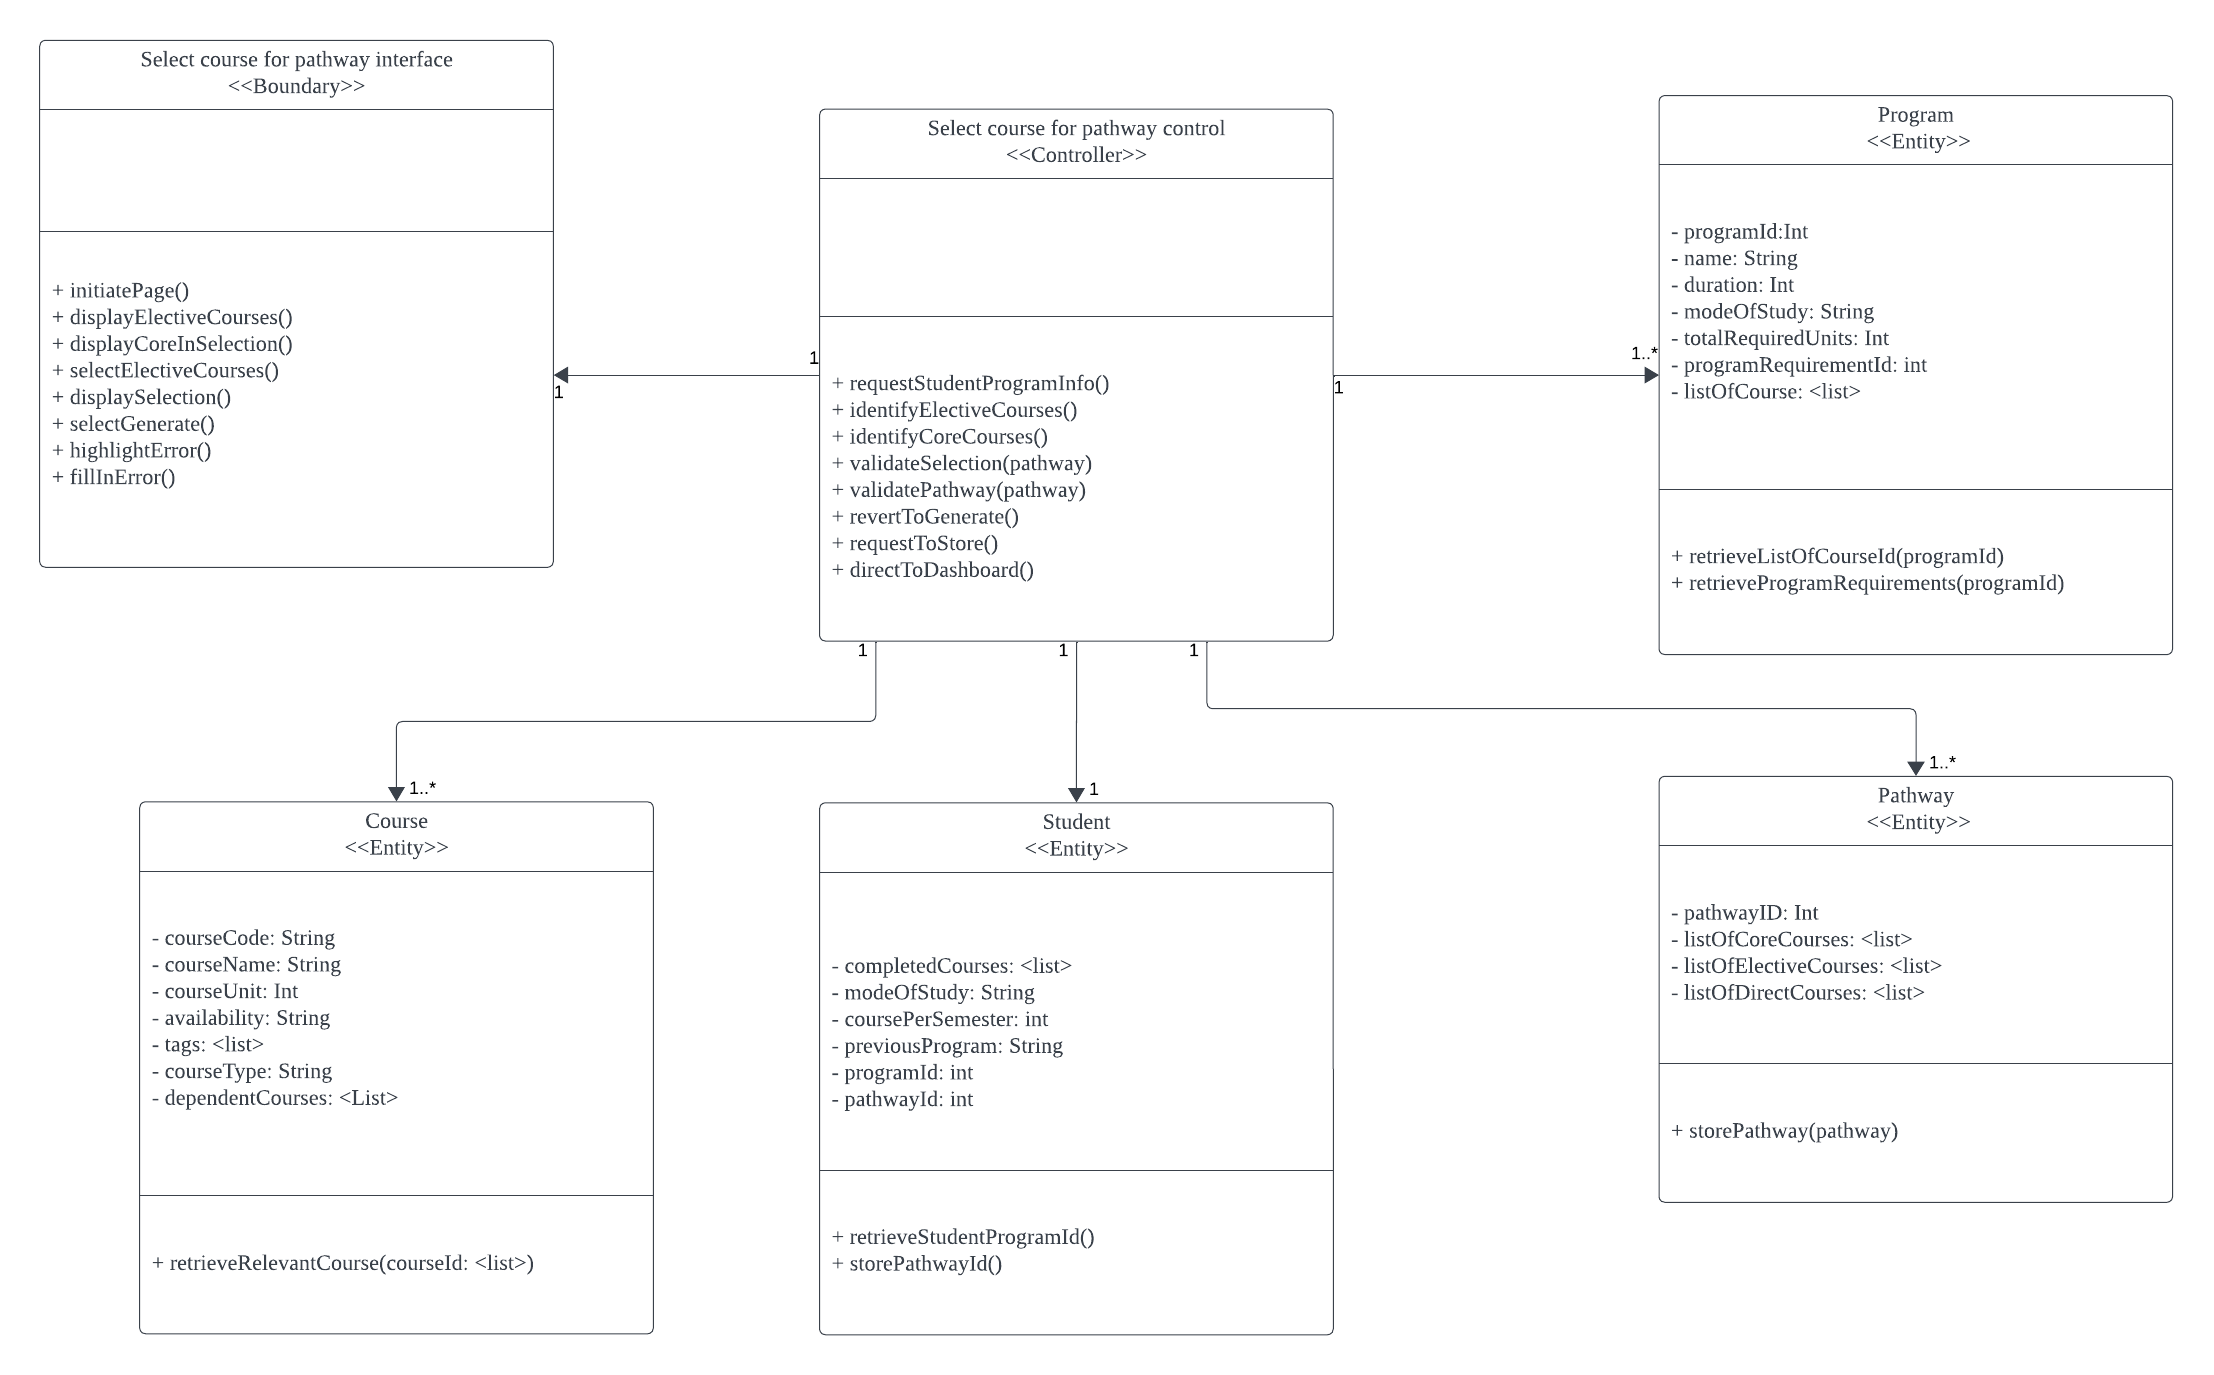 Select course for pathway interface
<<Boundary>>
+ initiatePage()
+ displayElectiveCourses()
+ displayCoreInSelection()
+ selectElectiveCourses()
+ displaySelection()
+ selectGenerate()
+ highlightError()
+ fillInError()
1
1
Select course for pathway control
<<Controller>>
+ requestStudentProgramInfo()
+ identifyElectiveCourses()
+ identifyCoreCourses()
+ validateSelection(pathway)
+ validatePathway(pathway)
+ revertToGenerate()
+ requestToStore()
+ directToDashboard()
1
1..*
Program
<<Entity>>
- programId:Int
- name: String
- duration: Int
- modeOfStudy: String
- totalRequiredUnits: Int
- programRequirementId: int
- listOfCourse: <list>
+ retrieveListOfCourseId(programId)
+ retrieveProgramRequirements(programId)
1
1
1
1..*
Course
<<Entity>>
- courseCode: String
- courseName: String
- courseUnit: Int
- availability: String
- tags: <list>
- courseType: String
- dependentCourses: <List>
+ retrieveRelevantCourse(courseId: <list>)
1
Student
<<Entity>>
- completedCourses: <list>
- modeOfStudy: String
- coursePerSemester: int
- previousProgram: String
- programId: int
- pathwayId: int
+ retrieveStudentProgramId()
+ storePathwayId()
1..*
Pathway
<<Entity>>
- pathwayID: Int
- listOfCoreCourses: <list>
- listOfElectiveCourses: <list>
- listOfDirectCourses: <list>
+ storePathway(pathway)